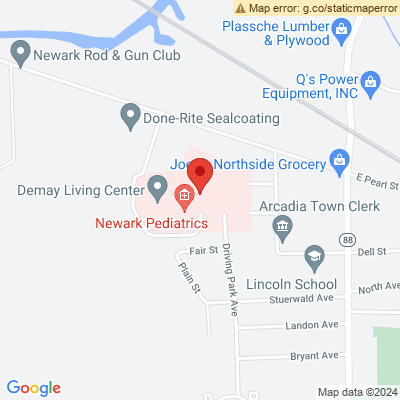 Map error: g.co/staticmaperror
Plassche Lumber
& Plywood
Newark Rod & Gun Club
Q's Power
Equipment, INC
Done-Rite Sealcoating
Northside Grocery
E Pearl St
Demay Living Center
Newark Pediatrics
Arcadia Town Clerk
88
Dell St
Fair St
Driving Park Ave
Plain St
Lincoln School
North Ave
Stuerwald Ave
Landon Ave
Bryant Ave
Google
Map data ©2024